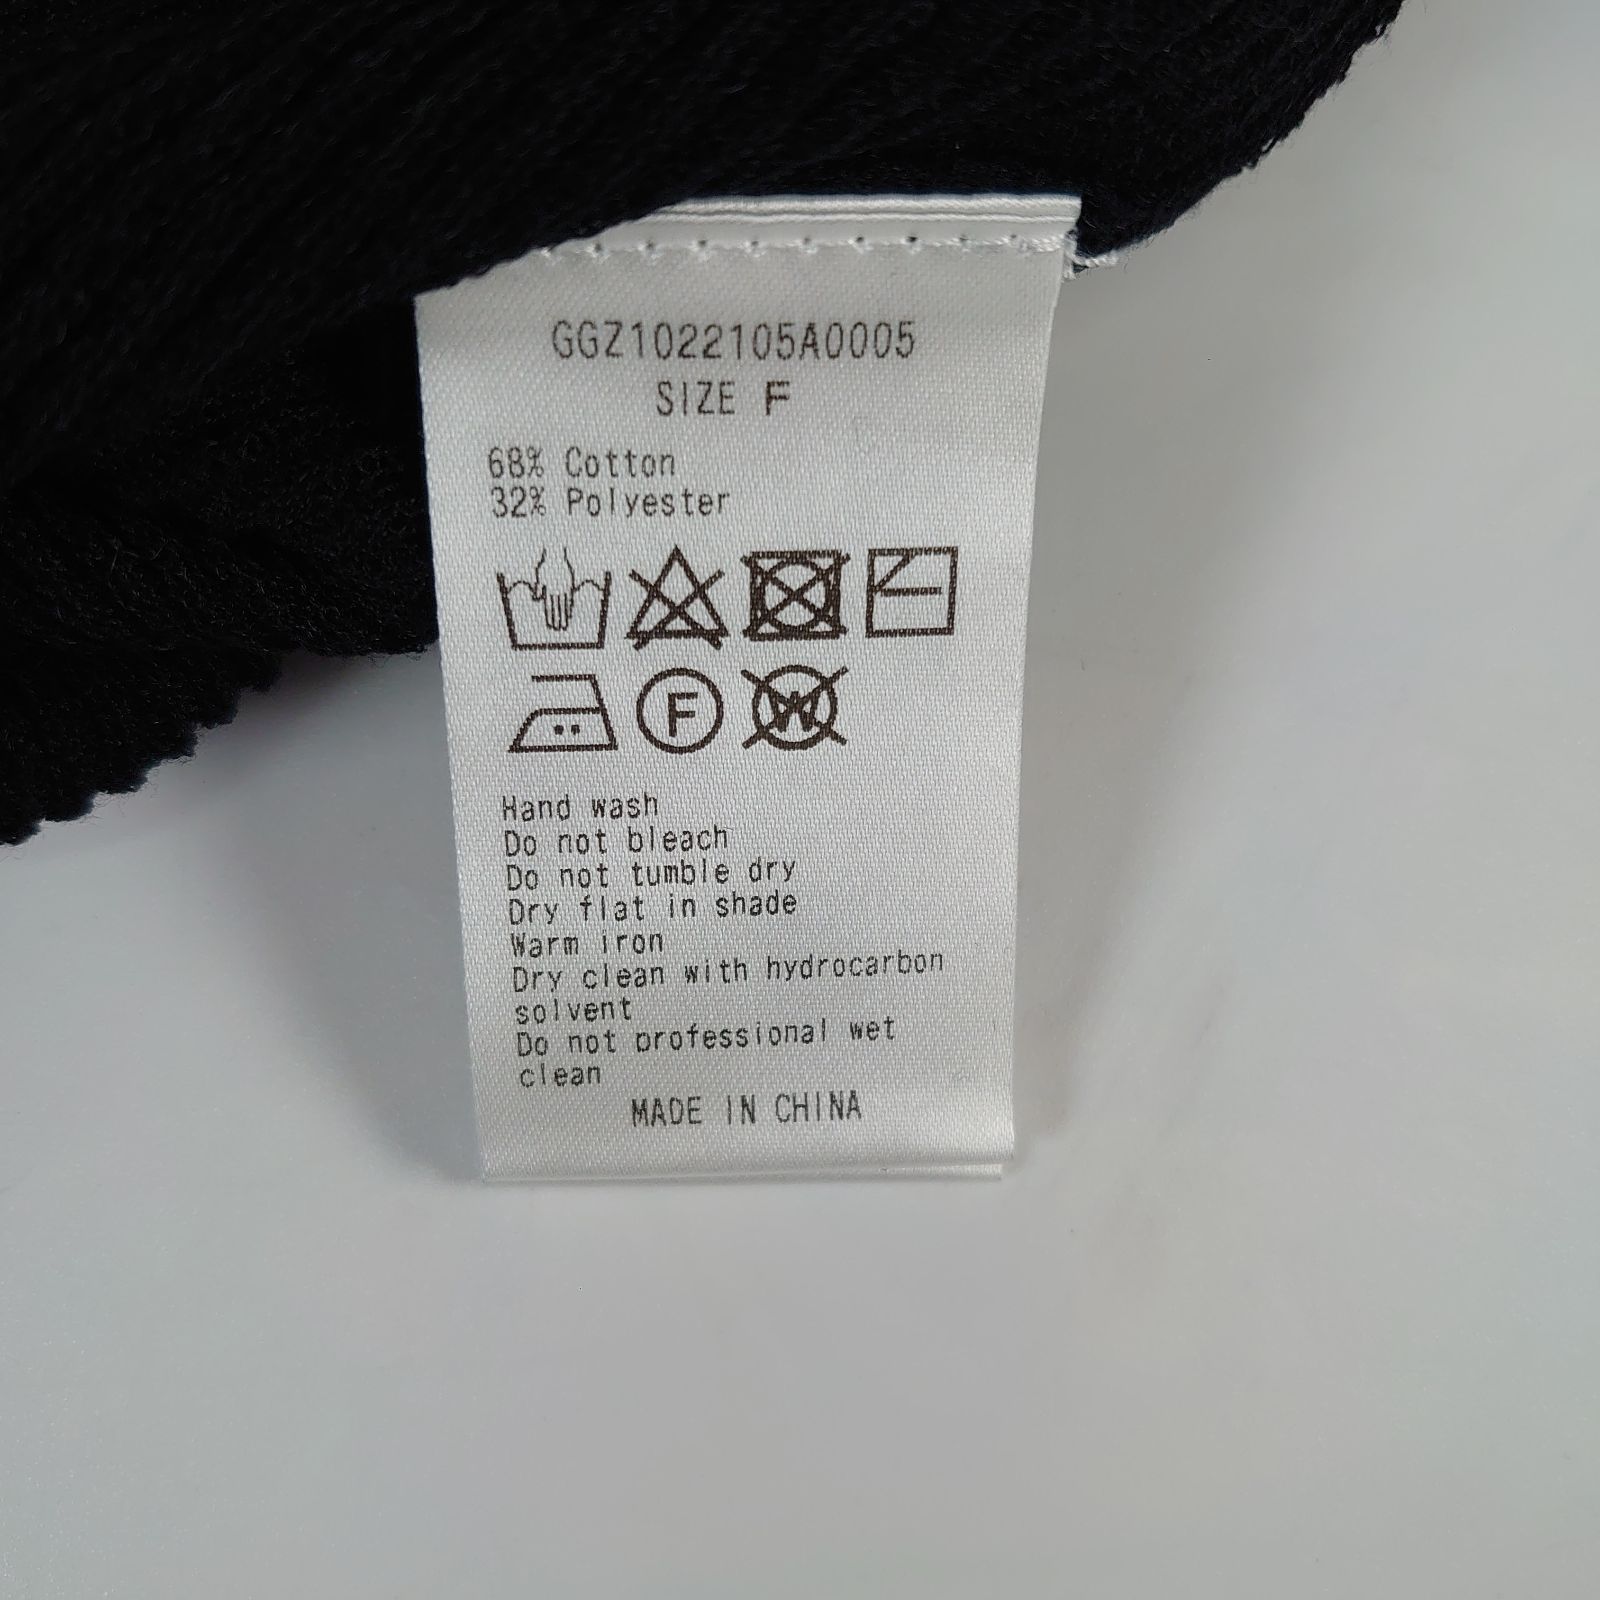 GGZ1022105A0005
SIZE F
68% Cotton
32% Polyester
F
W
Hand wash
Do not bleach
Do not tumble dry
Dry flat in shade
Warm iron
Dry clean with hydrocarbon
solvent
Do not professional wet
clean
MADE IN CHINA